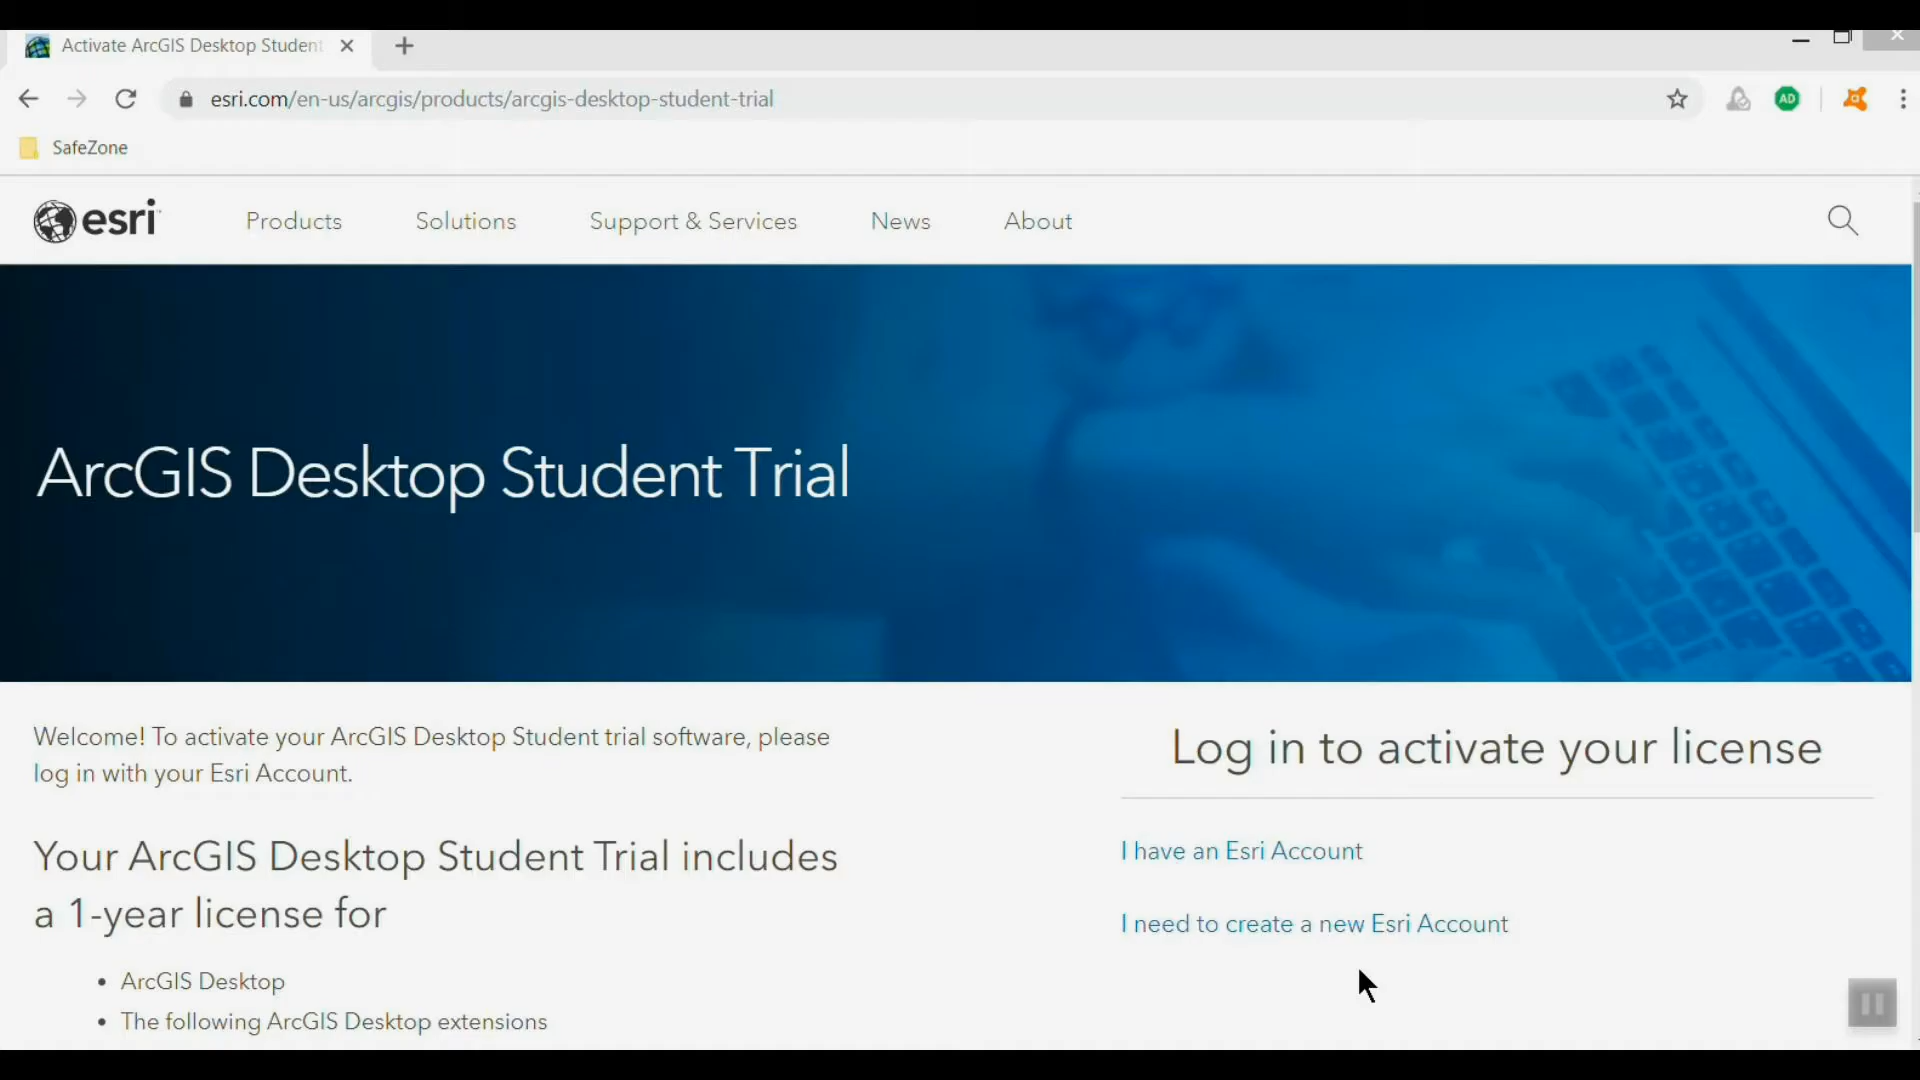 Activate ArcGIS Desktop Student
esri.com/en-us/arcgis/products/arcgis-desktop-student-trial
AD
SafeZone
esri
Products Solutions Support & Services News About
ArcGIS Desktop Student Trial
Welcome! To activate your ArcGIS Desktop Student trial software, please
log in with your Esri Account.
Your ArcGIS Desktop Student Trial includes
a 1-year license for
• ArcGIS Desktop
• The following ArcGIS Desktop extensions
Log in to activate your license
I have an Esri Account
I need to create a new Esri Account